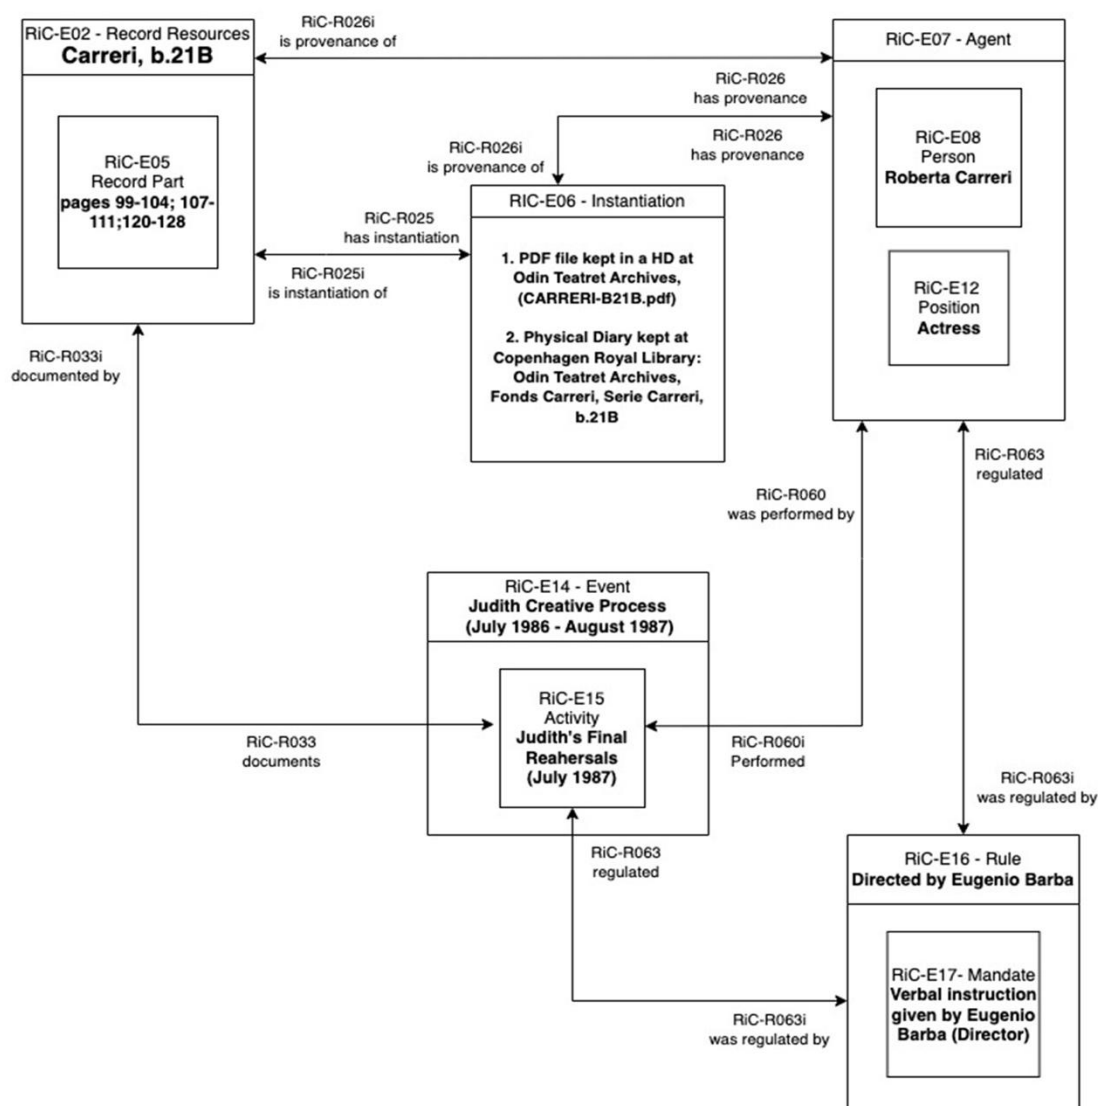 RiC-R026i
is provenance of
RiC-E02 - Record Resources
Carreri, b.21B
RiC-E07 - Agent
RiC-R026
has provenance
RiC-R026
has provenance
RiC-R026i
is provenance of
RiC-E05
Record Part
pages 99-104; 107-
111;120-128
RiC-E08
Person
Roberta Carreri
RiC-R025
has instantiation
RiC-R025i
is instantiation of
RIC-E06 - Instantiation
1. PDF file kept in a HD at
Odin Teatret Archives,
(CARRERI-B21B.pdf)
2. Physical Diary kept at
Copenhagen Royal Library:
Odin Teatret Archives,
Fonds Carreri, Serie Carreri,
b.21B
RiC-E12
Position
Actress
RiC-R033i
documented by
RiC-R063
regulated
RiC-R060
was performed by
RiC-E14 - Event
Judith Creative Process
(July 1986 - August 1987)
RiC-E15
Activity
Judith's Final
Reahersals
(July 1987)
RiC-R033
documents
RiC-R060i
Performed
RiC-R063i
was regulated by
RiC-R063
regulated
RiC-E16 - Rule
Directed by Eugenio Barba
RiC-E17- Mandate
Verbal instruction
given by Eugenio
Barba (Director)
RiC-R063i
was regulated by